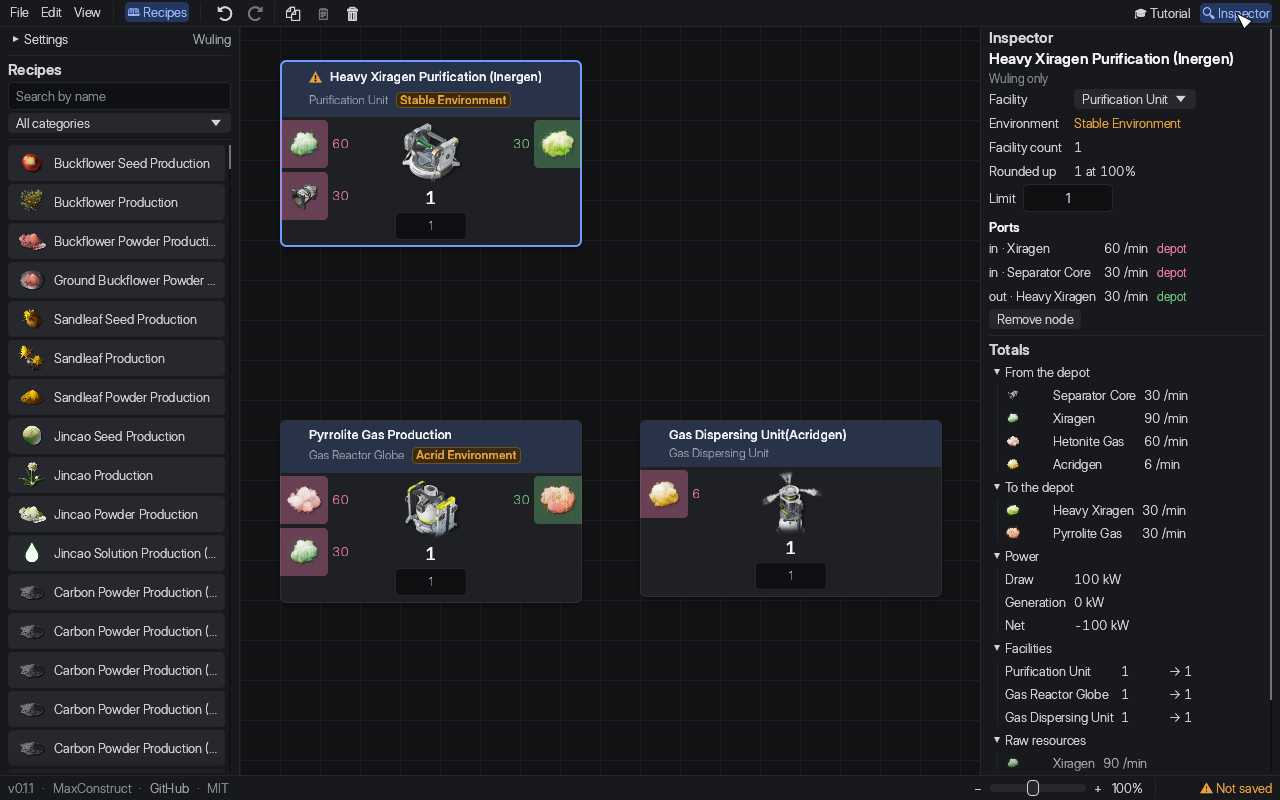 File Edit View Recipes Tutorial Inspector
Settings Wuling
Recipes
Search by name
All categories
Buckflower Seed Production
Buckflower Production
Buckflower Powder Producti...
Ground Buckflower Powder ...
Sandleaf Seed Production
Sandleaf Production
Sandleaf Powder Production
Jincao Seed Production
Jincao Production
Jincao Powder Production
Jincao Solution Production (...
Carbon Powder Production (...
Carbon Powder Production (...
Carbon Powder Production (...
Carbon Powder Production (...
Carbon Powder Production (...
Heavy Xiragen Purification (Inergen)
Purification Unit Stable Environment
60 30
30
1
1
Pyrrolite Gas Production
Gas Reactor Globe Acrid Environment
60 30
30
1
1
Gas Dispersing Unit(Acridgen)
Gas Dispersing Unit
6
1
1
Inspector
Heavy Xiragen Purification (Inergen)
Wuling only
Facility Purification Unit
Environment Stable Environment
Facility count 1
Rounded up 1 at 100%
Limit 1
Ports
in · Xiragen 60 /min depot
in · Separator Core 30 /min depot
out · Heavy Xiragen 30 /min depot
Remove node
Totals
From the depot
Separator Core 30 /min
Xiragen 90 /min
Hetonite Gas 60 /min
Acridgen 6 /min
To the depot
Heavy Xiragen 30 /min
Pyrrolite Gas 30 /min
Power
Draw 100 kW
Generation 0 kW
Net -100 kW
Facilities
Purification Unit 1 → 1
Gas Reactor Globe 1 → 1
Gas Dispersing Unit 1 → 1
Raw resources
Xiragen 90 /min
v0.1.1 · MaxConstruct · GitHub · MIT − + 100% Not saved